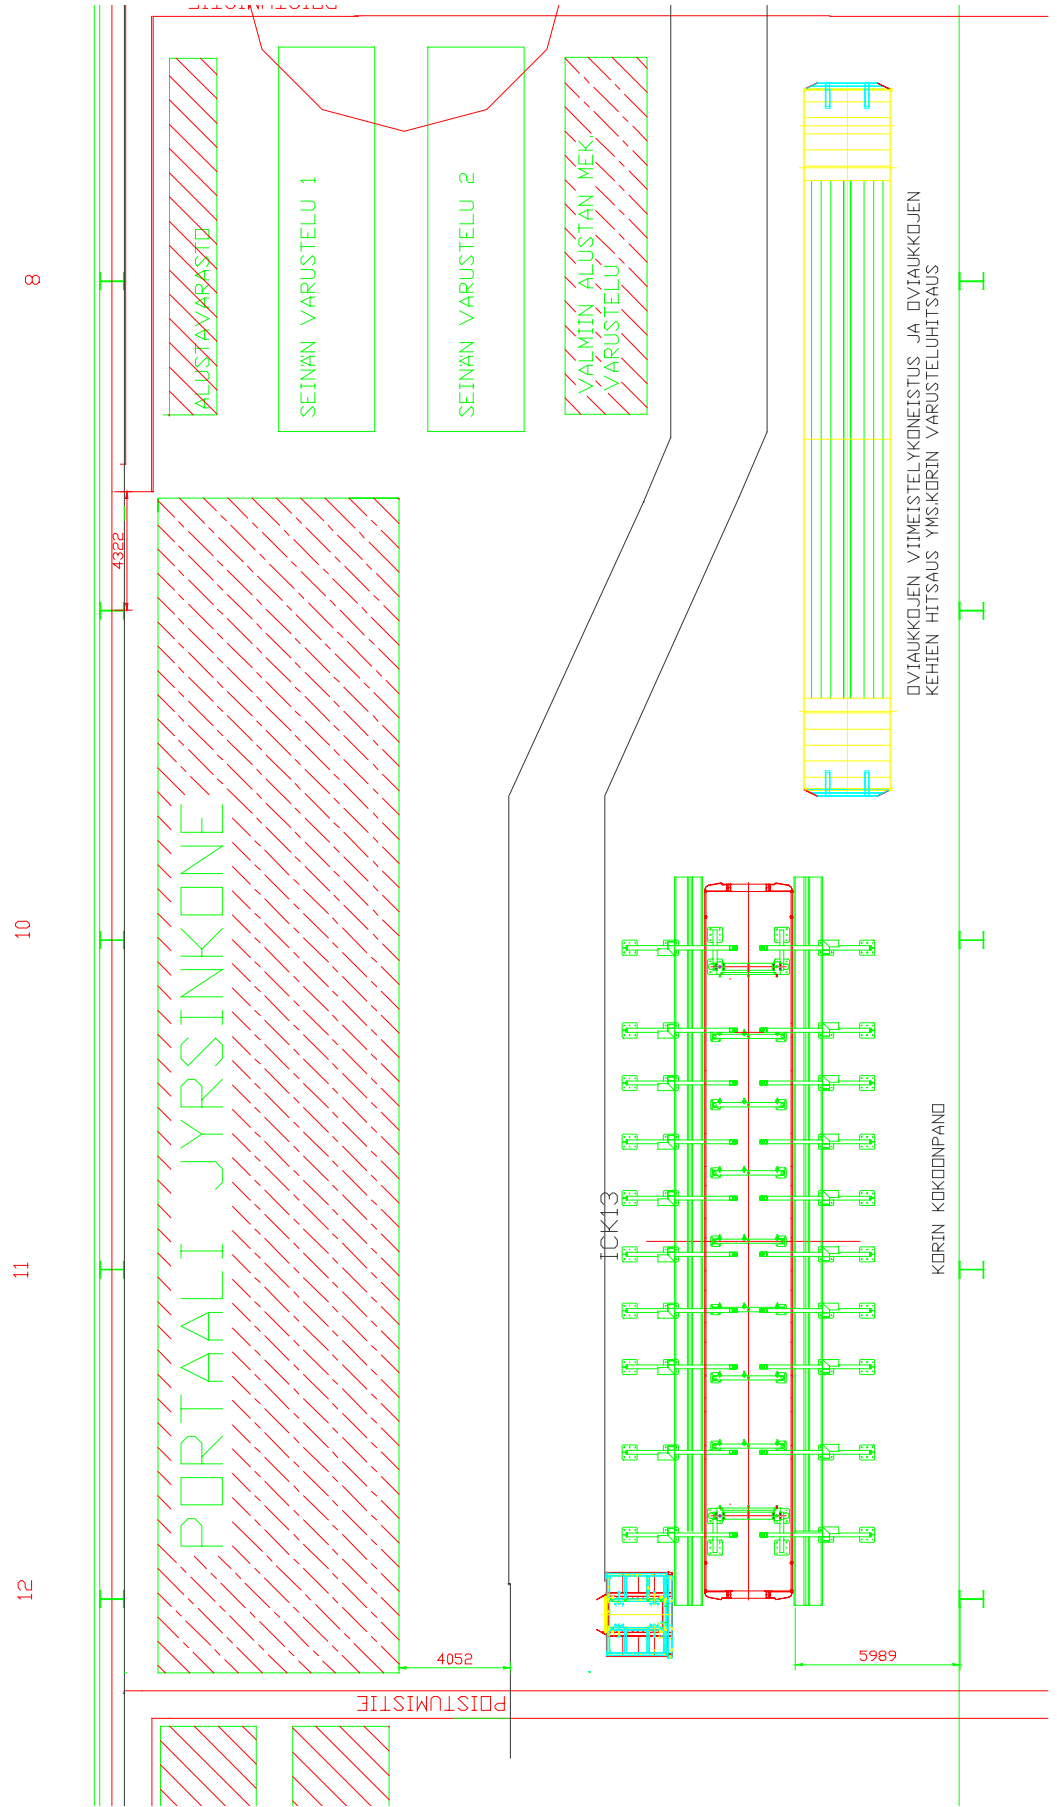 POISTUMISTIE
8
ALUSTAVARASTO
SEINÄN VARUSTELU 1
SEINÄN VARUSTELU 2
VALMIIN ALUSTAN MEK.
VARUSTELU
OVIAUKKOJEN VIIMEISTELYKONEISTUS JA OVIAUKKOJEN
KEHIEN HITSAUS YMS.KORIN VARUSTELUHITSAUS
4322
PORTAALI JYRSINKONE
10
11
12
ICK13
KORIN KOKOONPANO
4052
5989
POISTUMISTIE